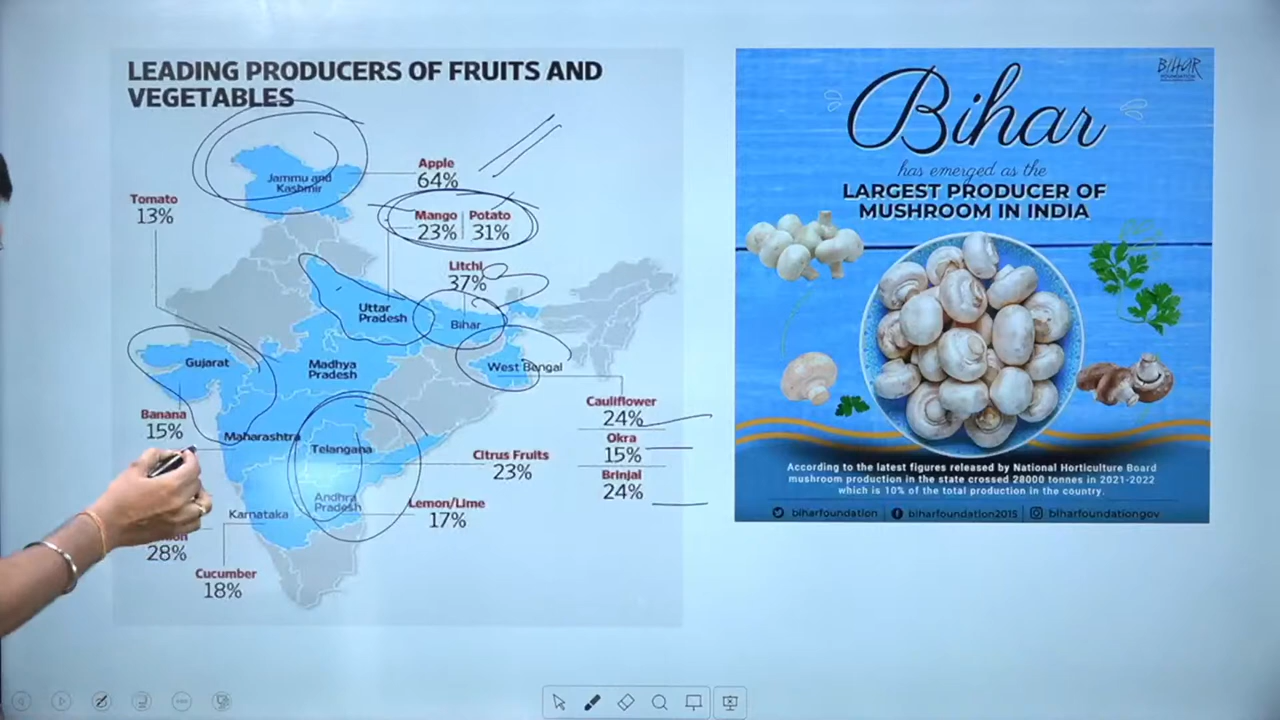 LEADING PRODUCERS OF FRUITS AND
VEGETABLES
Jammu and
Kashmir
Apple
64%
Tomato
13%
Mango
23%
Potato
31%
Litchi
37%
Uttar
Pradesh
Bihar
Gujarat
Madhya
Pradesh
West Bengal
Banana
15%
Maharashtra
Telangana
Cauliflower
24%
Okra
15%
Brinjal
24%
Citrus Fruits
23%
Andhra
Pradesh
Lemon/Lime
17%
Karnataka
28%
Cucumber
18%
BIHAR
FOUNDATION
Bihar
has emerged as the
LARGEST PRODUCER OF
MUSHROOM IN INDIA
According to the latest figures released by National Horticulture Board
mushroom production in the state crossed 28000 tonnes in 2021-2022
which is 10% of the total production in the country.
biharfoundation
biharfoundation2015
biharfoundationgov